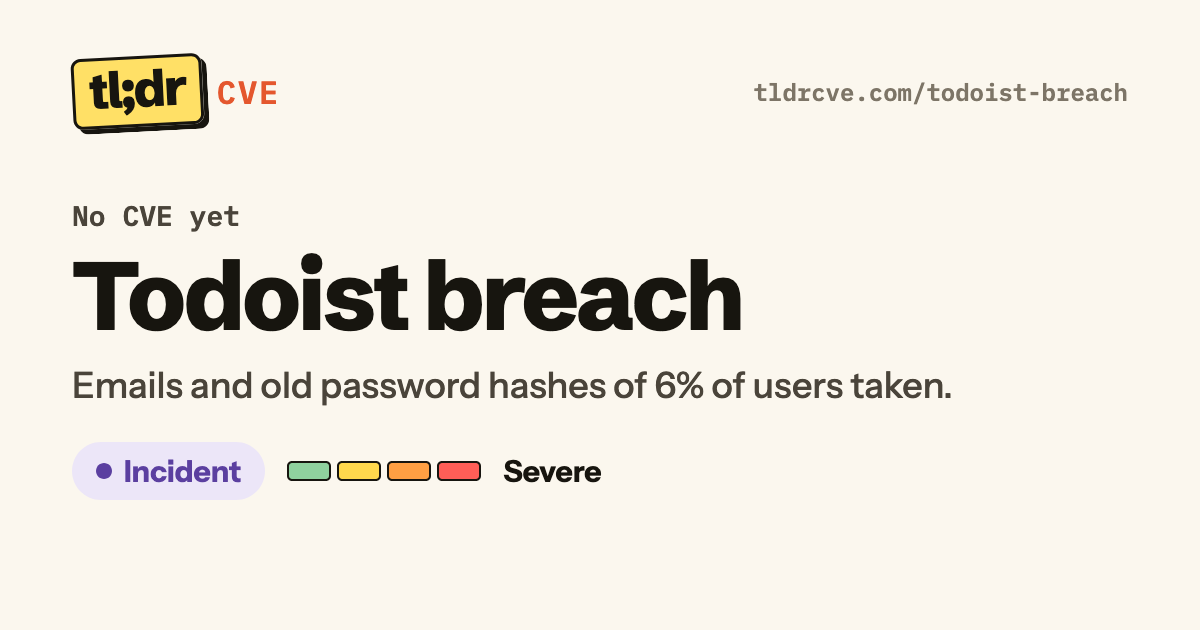 tl;dr CVE
tldrcve.com/todoist-breach
No CVE yet
Todoist breach
Emails and old password hashes of 6% of users taken.
Incident
Severe